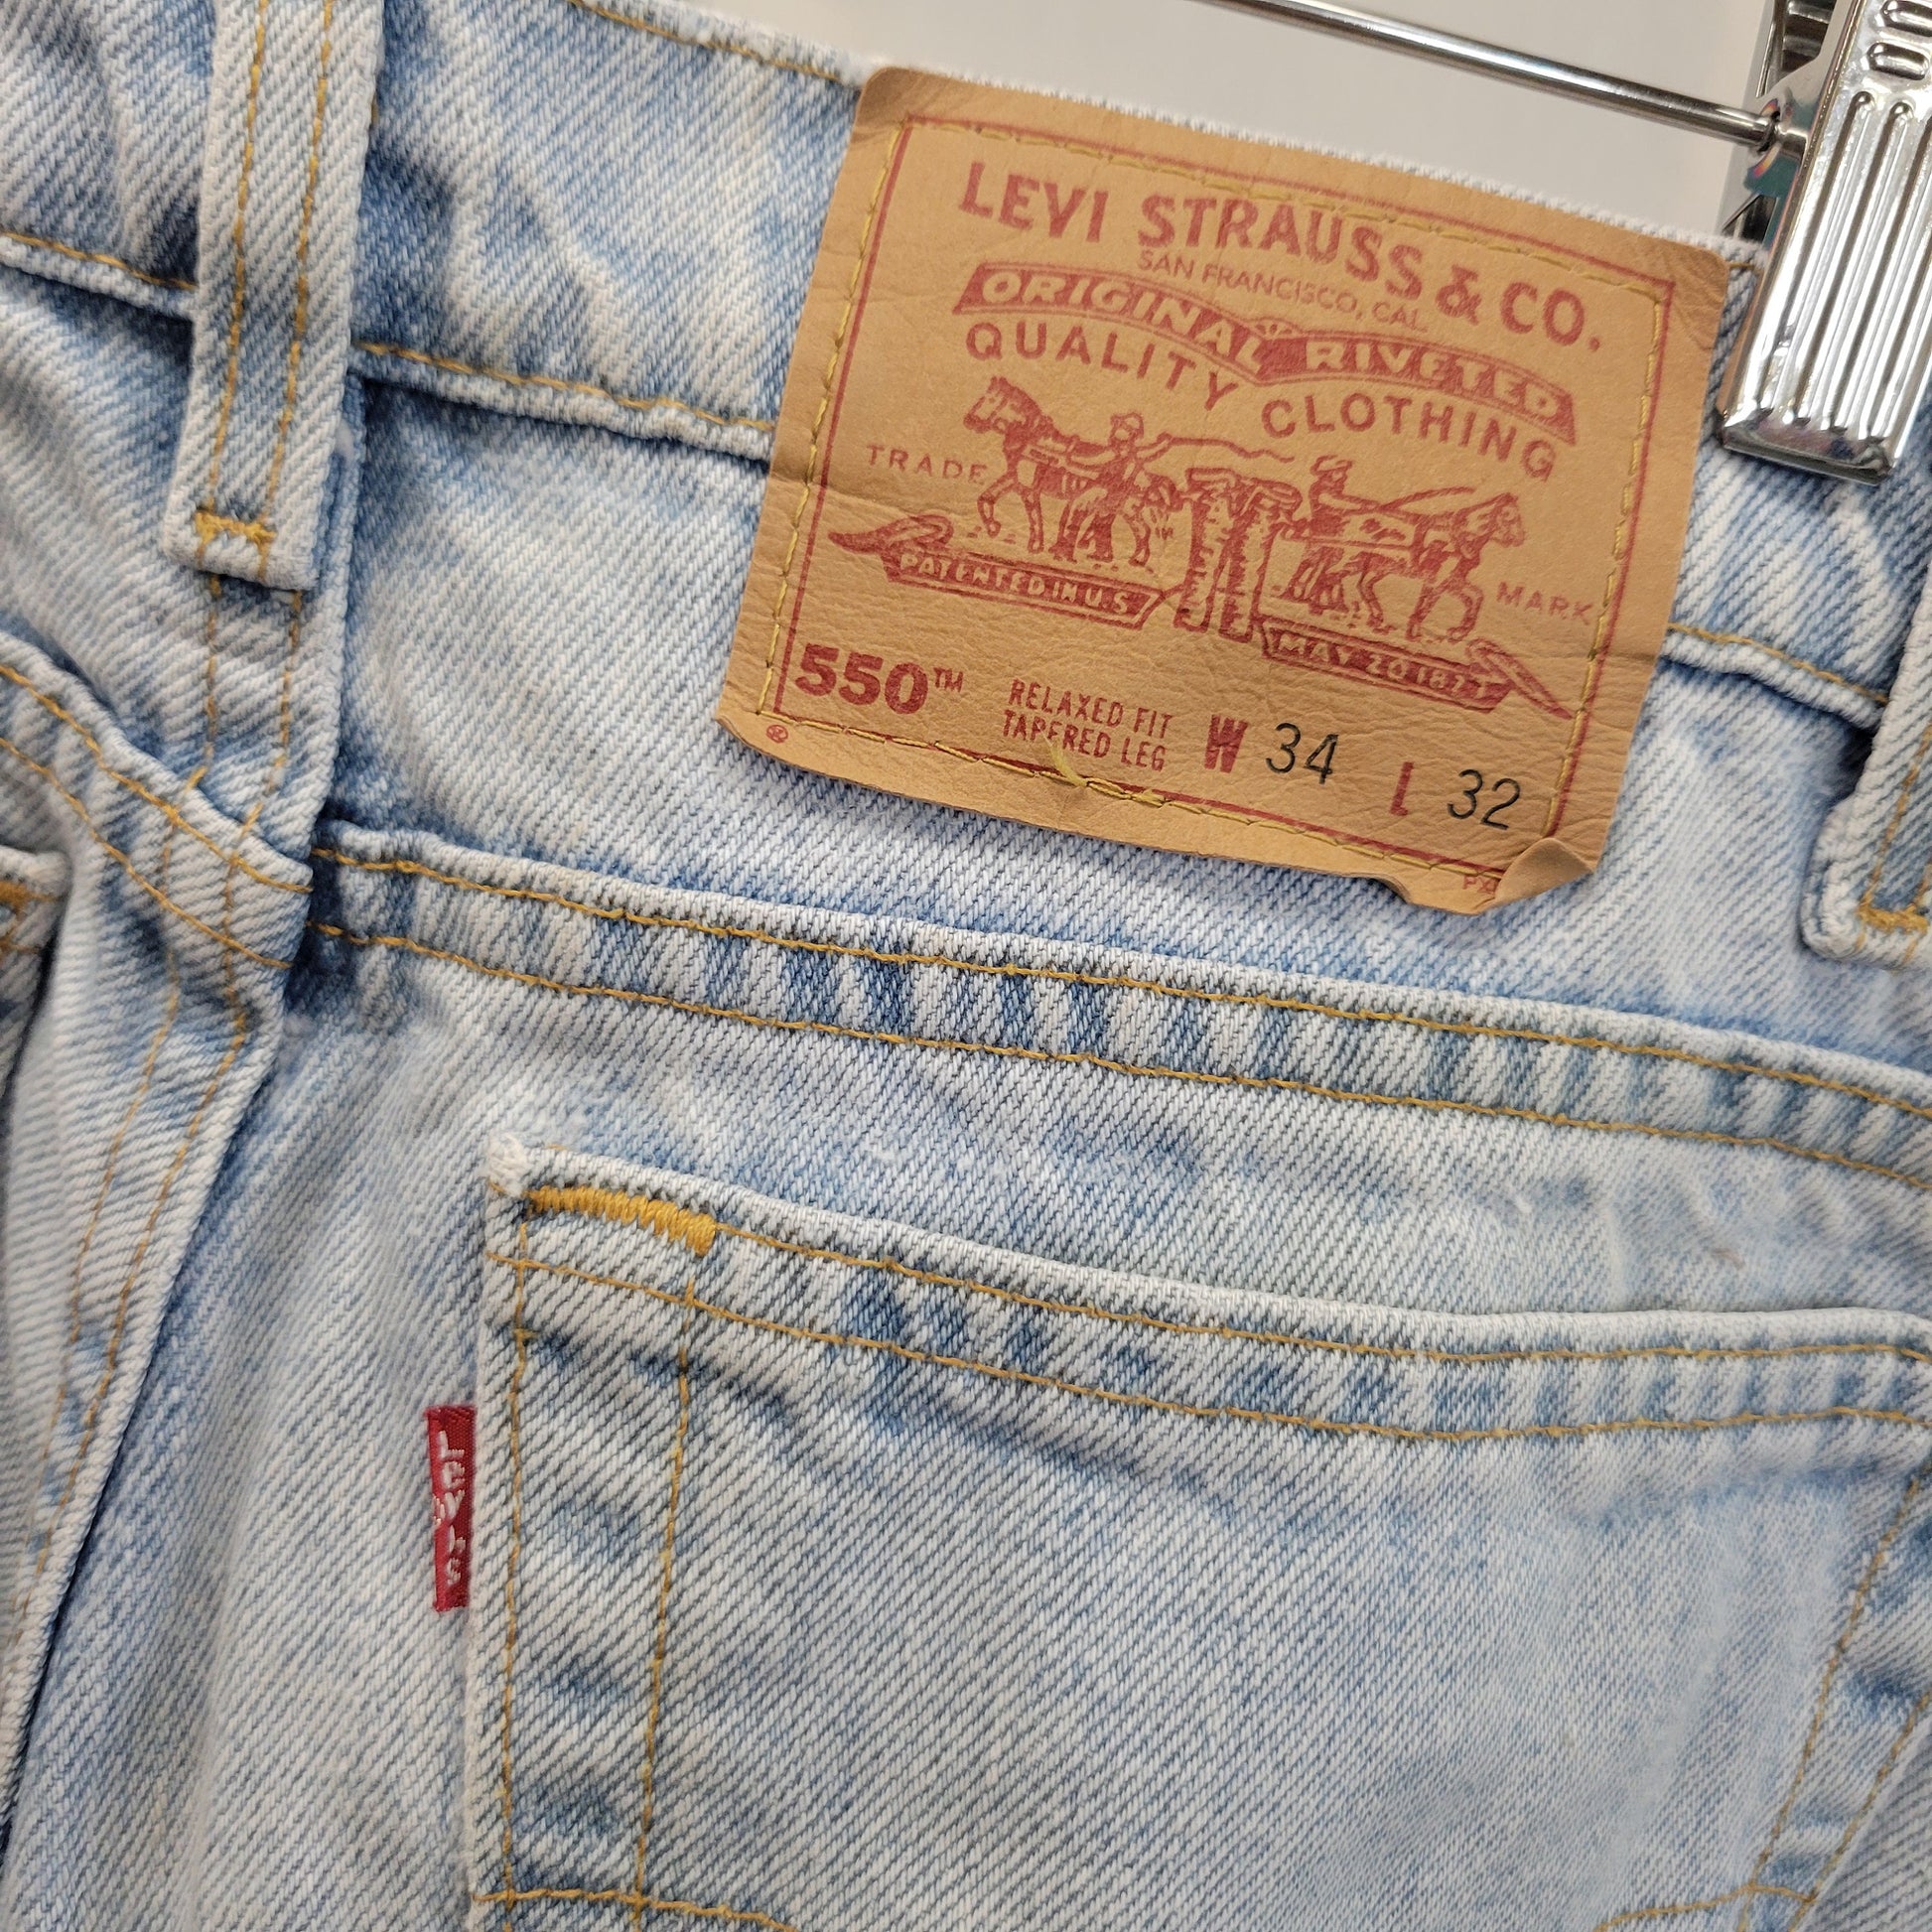 LEVI STRAUSS & CO.
SAN FRANCISCO, CAL
ORIGINAL RIVETED
QUALITY CLOTHING
TRADE MARK
PATENTED IN U.S
MAY 20 1873
550™
RELAXED FIT
TAPERED LEG
W 34 L 32
®
PX
LEVI'S